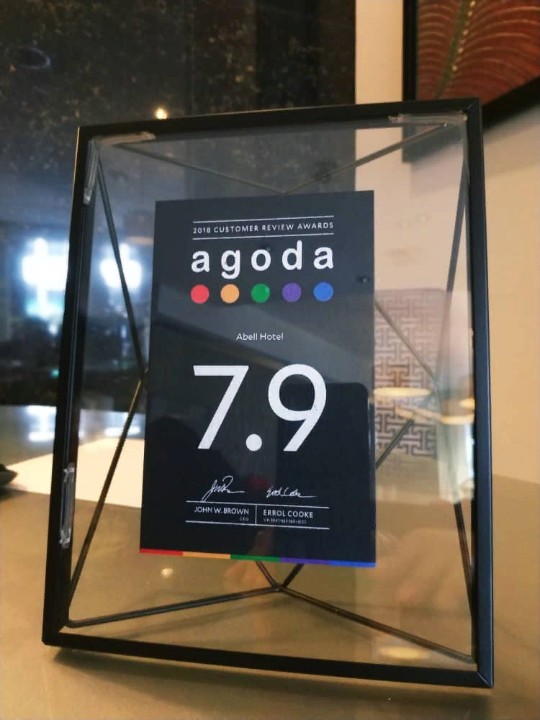 2018 CUSTOMER REVIEW AWARDS
agoda
Abell Hotel
7.9
JOHN W. BROWN
CEO
ERROL COOKE